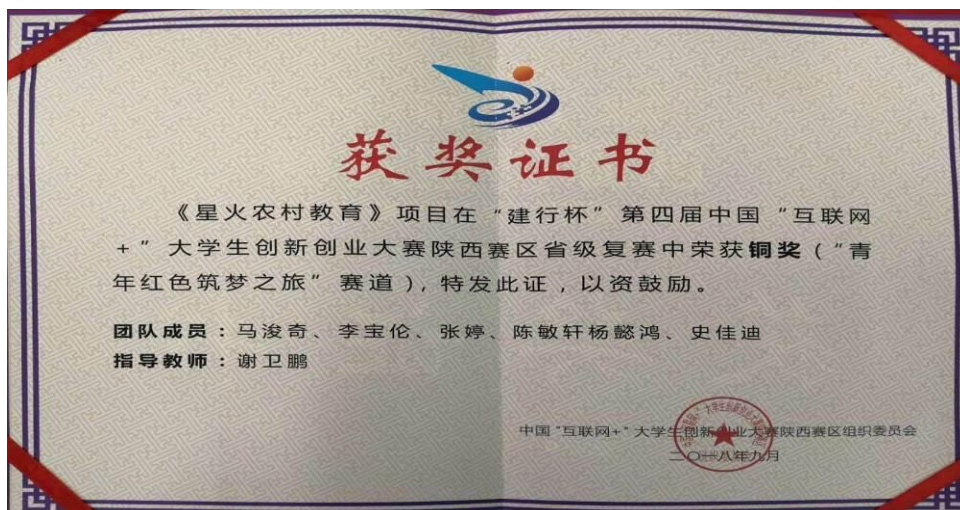 获奖证书
《星火农村教育》项目在“建行杯”第四届中国“互联网
+”大学生创新创业大赛陕西赛区省级复赛中荣获铜奖（“青
年红色筑梦之旅”赛道），特发此证，以资鼓励。
团队成员：马浚奇、李宝伦、张婷、陈敏轩杨懿鸿、史佳迪
指导教师：谢卫鹏
中国“互联网+”大学生创新创业大赛陕西赛区组织委员会
二〇一八年九月